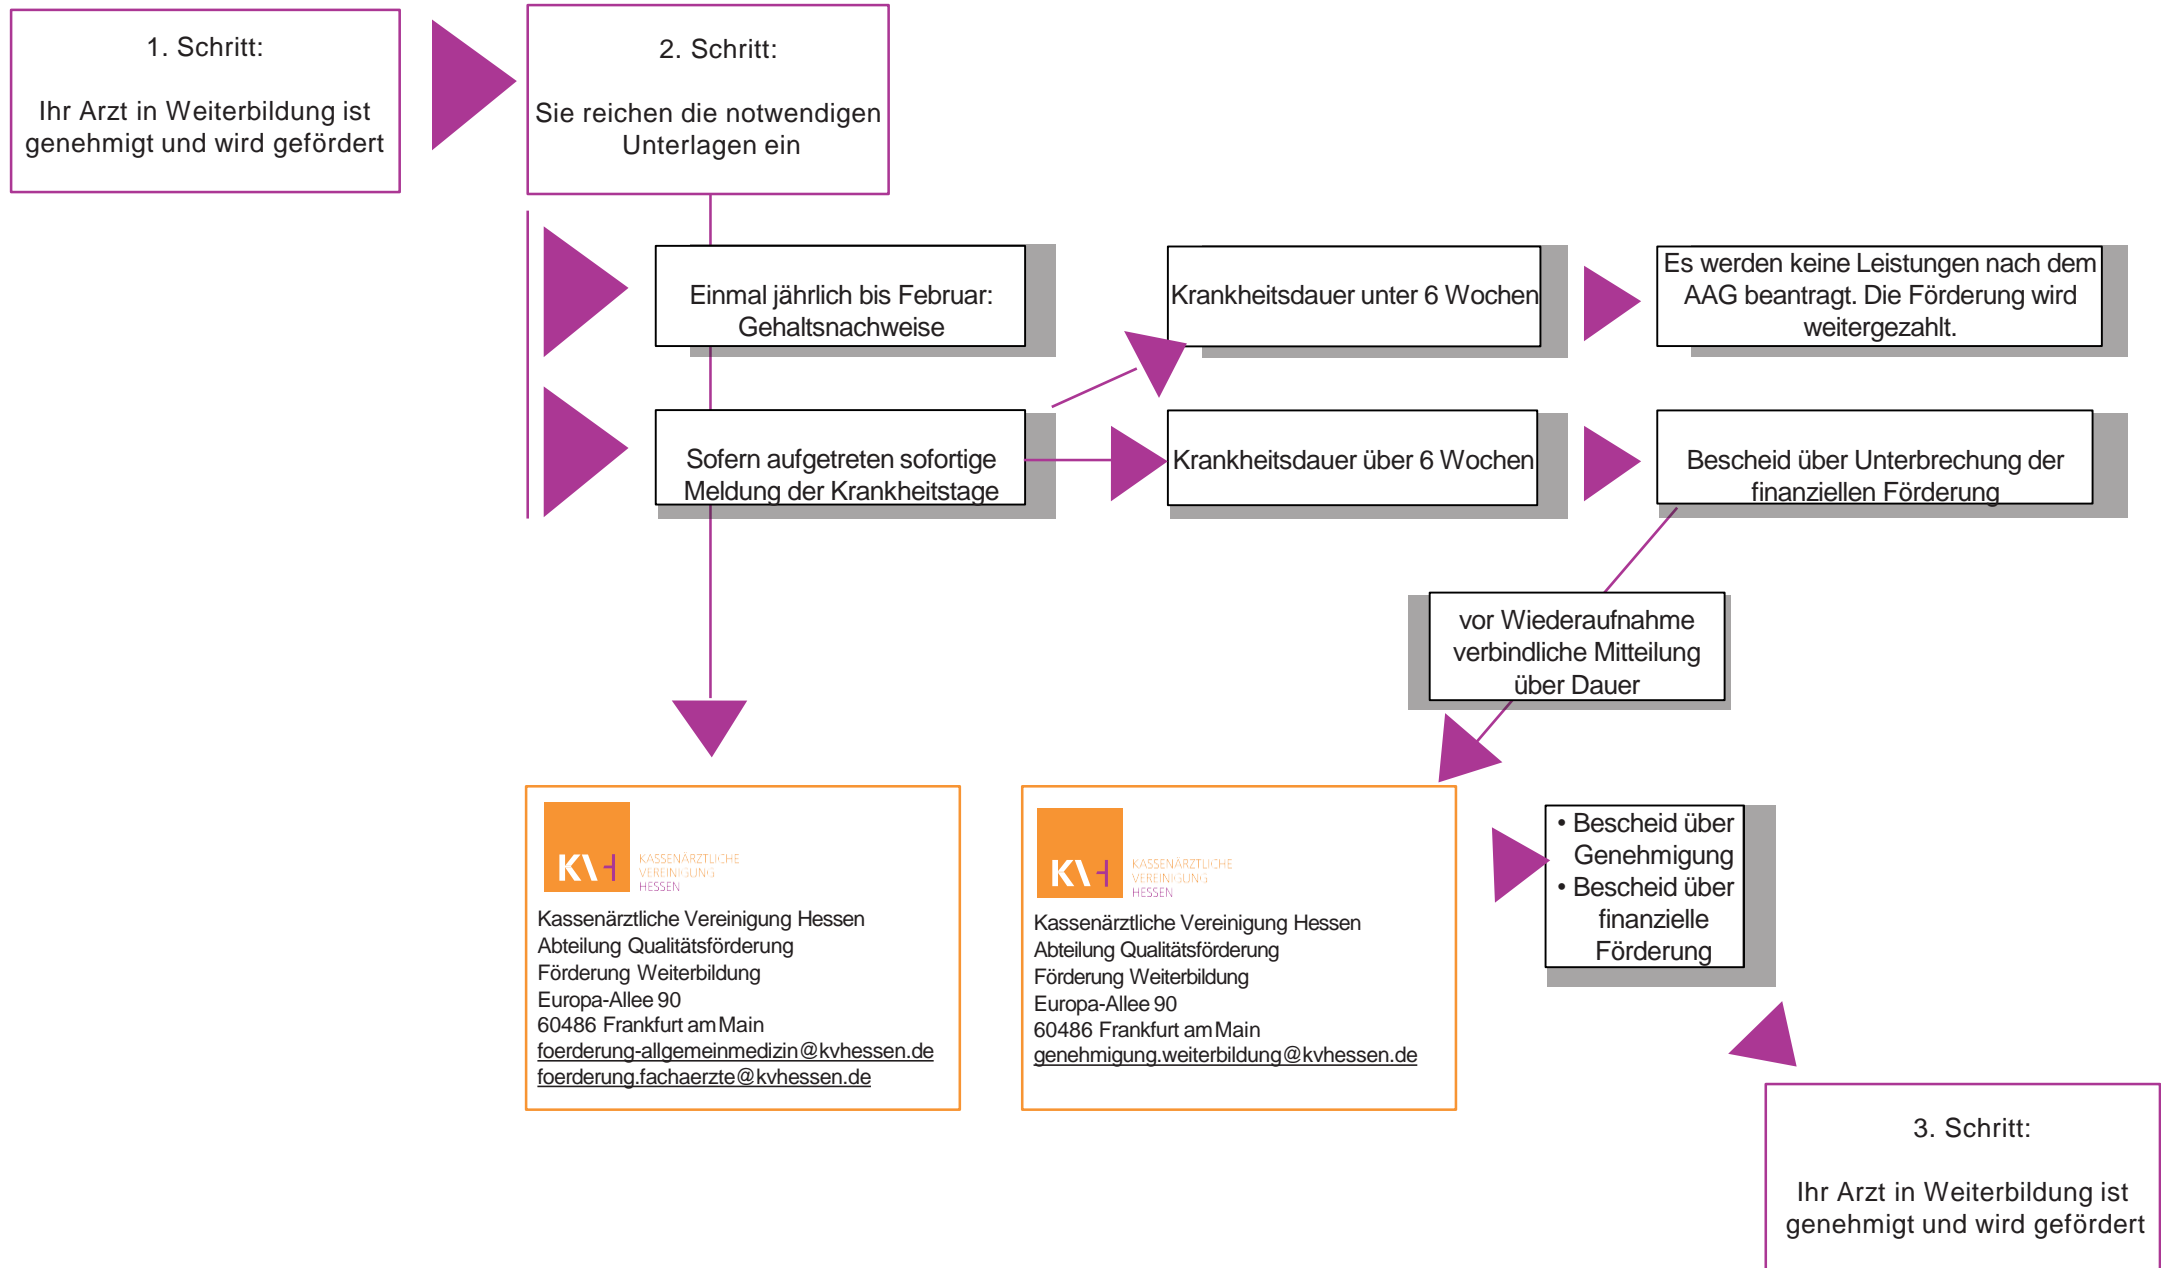 1. Schritt:
Ihr Arzt in Weiterbildung ist
genehmigt und wird gefördert
2. Schritt:
Sie reichen die notwendigen
Unterlagen ein
Einmal jährlich bis Februar:
Gehaltsnachweise
Krankheitsdauer unter 6 Wochen
Es werden keine Leistungen nach dem
AAG beantragt. Die Förderung wird
weitergezahlt.
Sofern aufgetreten sofortige
Meldung der Krankheitstage
Krankheitsdauer über 6 Wochen
Bescheid über Unterbrechung der
finanziellen Förderung
vor Wiederaufnahme
verbindliche Mitteilung
über Dauer
KVH
KASSENÄRZTLICHE
VEREINIGUNG
HESSEN
Kassenärztliche Vereinigung Hessen
Abteilung Qualitätsförderung
Förderung Weiterbildung
Europa-Allee 90
60486 Frankfurt am Main
foerderung-allgemeinmedizin@kvhessen.de
foerderung.fachaerzte@kvhessen.de
KVH
KASSENÄRZTLICHE
VEREINIGUNG
HESSEN
Kassenärztliche Vereinigung Hessen
Abteilung Qualitätsförderung
Förderung Weiterbildung
Europa-Allee 90
60486 Frankfurt am Main
genehmigung.weiterbildung@kvhessen.de
• Bescheid über
Genehmigung
• Bescheid über
finanzielle
Förderung
3. Schritt:
Ihr Arzt in Weiterbildung ist
genehmigt und wird gefördert